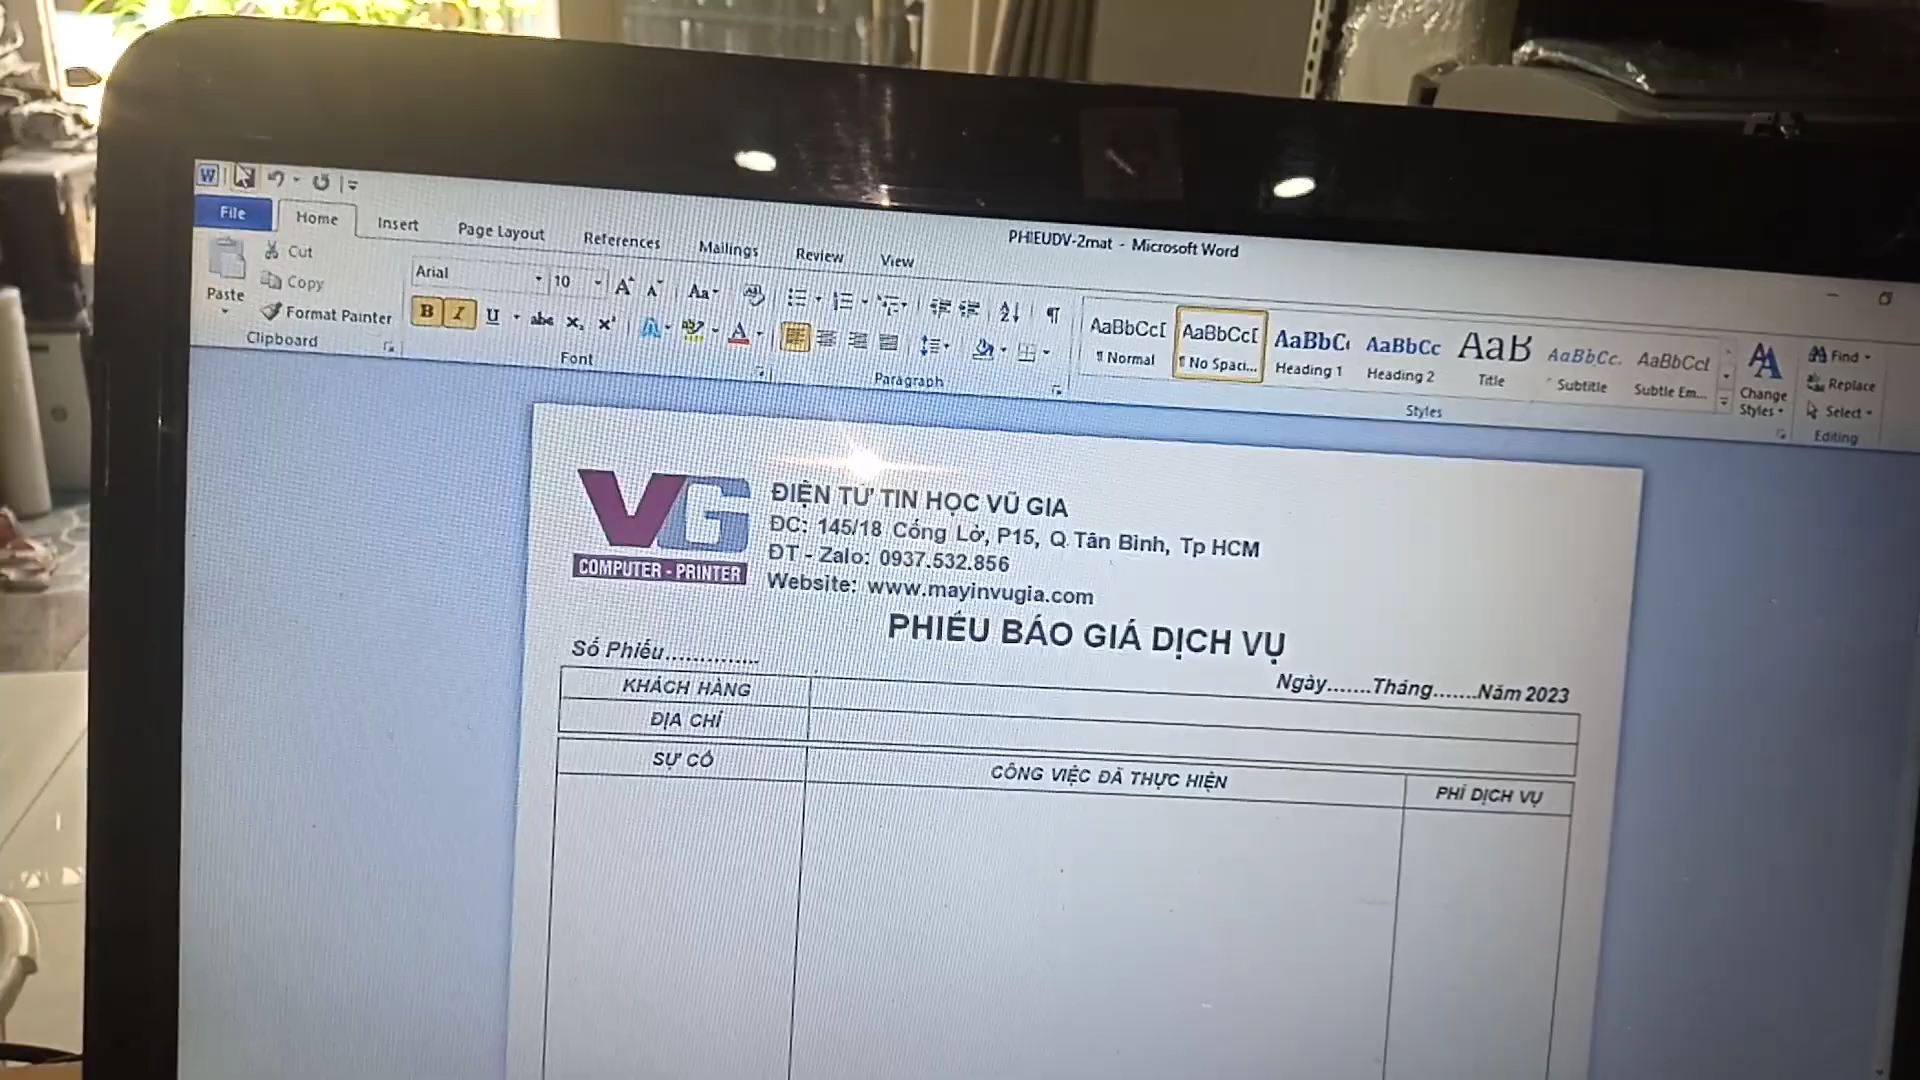 PHIEUDV-2mat - Microsoft Word
File Home Insert Page Layout References Mailings Review View
Paste
Cut
Copy
Format Painter
Clipboard
Arial 10
Font
Paragraph
AaBbCcD AaBbCcD AaBbC AaBbCc AaB AaBbCc. AaBbCcD
¶ Normal ¶ No Spaci... Heading 1 Heading 2 Title Subtitle Subtle Em...
Styles
Change Styles
Find
Replace
Select
Editing
VG
COMPUTER - PRINTER
ĐIỆN TỬ TIN HỌC VŨ GIA
ĐC: 145/18 Cống Lở, P15, Q.Tân Bình, Tp HCM
ĐT - Zalo: 0937.532.856
Website: www.mayinvugia.com
PHIẾU BÁO GIÁ DỊCH VỤ
Số Phiếu..............
Ngày.......Tháng.......Năm 2023
KHÁCH HÀNG
ĐỊA CHỈ
SỰ CỐ CÔNG VIỆC ĐÃ THỰC HIỆN PHÍ DỊCH VỤ